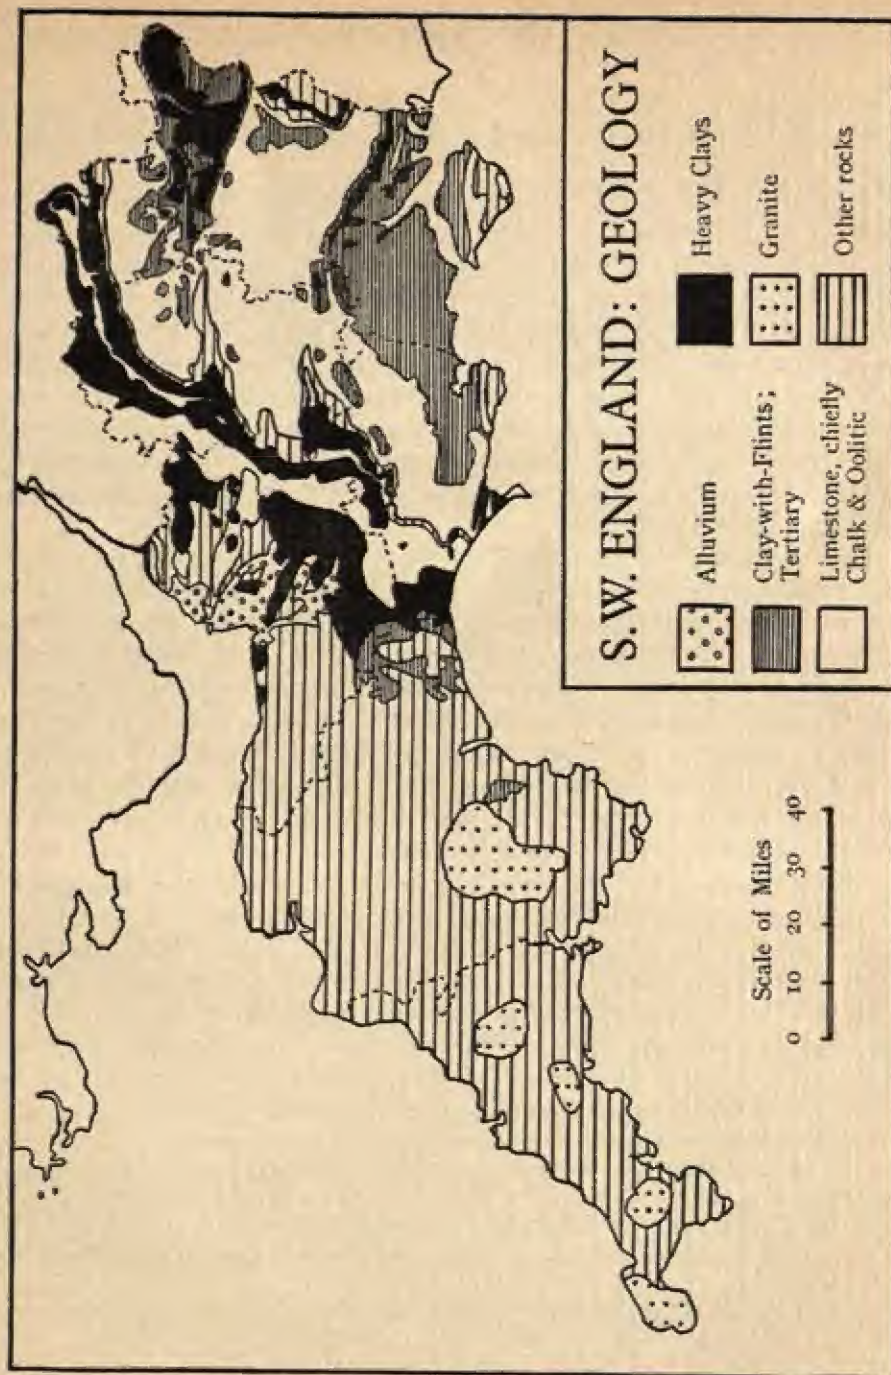 S.W. ENGLAND: GEOLOGY
Alluvium
Heavy Clays
Clay-with-Flints;
Tertiary
Granite
Limestone, chiefly
Chalk & Oolitic
Other rocks
Scale of Miles
0 10 20 30 40